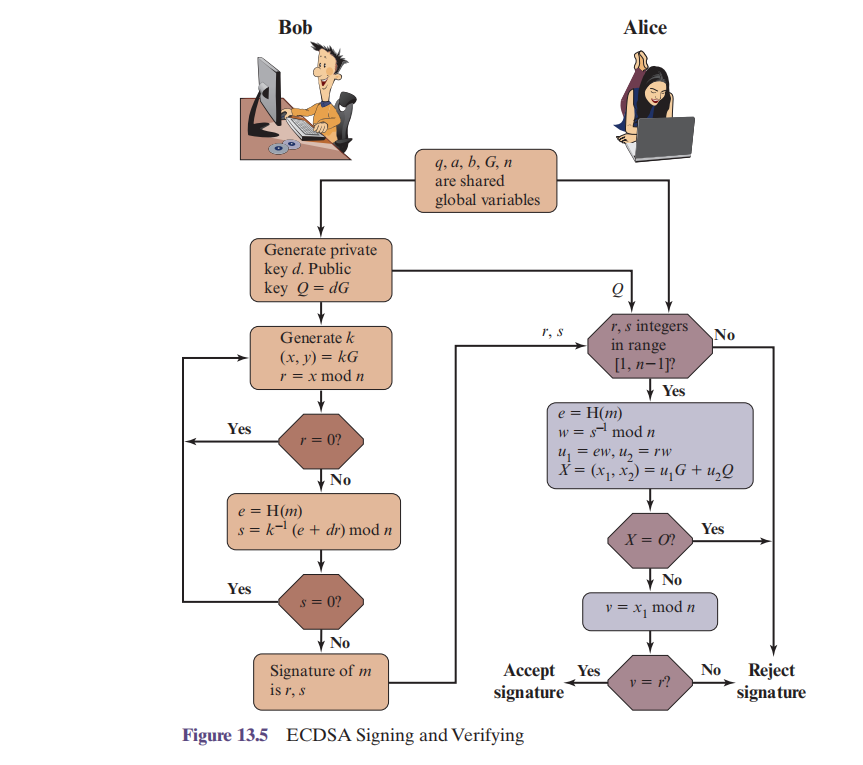 Bob
Alice
q, a, b, G, n
are shared
global variables
Generate private
key d. Public
key Q = dG
Q
Generate k
(x, y) = kG
r = x mod n
r, s
r, s integers
in range
[1, n−1]?
No
Yes
Yes
r = 0?
No
e = H(m)
w = s⁻¹ mod n
u₁ = ew, u₂ = rw
X = (x₁, x₂) = u₁G + u₂Q
e = H(m)
s = k⁻¹ (e + dr) mod n
X = O?
Yes
No
Yes
s = 0?
No
v = x₁ mod n
Signature of m
is r, s
Accept
signature
Yes
v = r?
No
Reject
signature
Figure 13.5 ECDSA Signing and Verifying